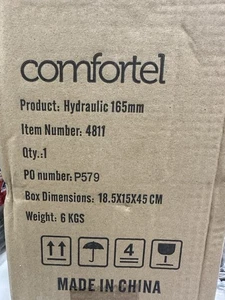 comfortel
Product: Hydraulic 165mm
Item Number: 4811
Qty.:1
PO number: P579
Box Dimensions: 18.5X15X45 CM
Weight: 6 KGS
4
MADE IN CHINA